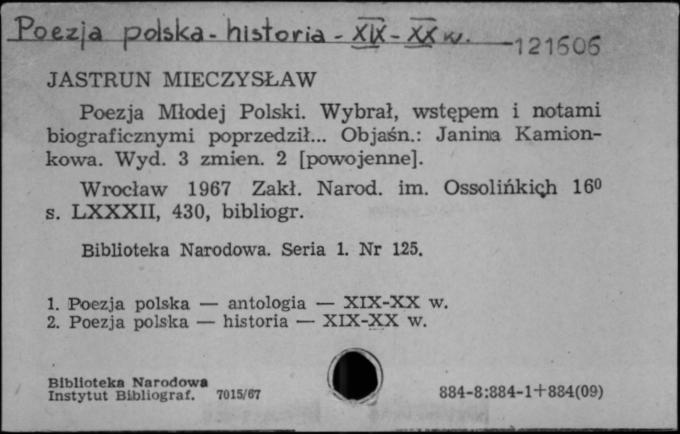 Poezja polska - historia - XIX - XX w.
121606
JASTRUN MIECZYSŁAW
Poezja Młodej Polski. Wybrał, wstępem i notami
biograficznymi poprzedził... Objaśn.: Janina Kamion-
kowa. Wyd. 3 zmien. 2 [powojenne].
Wrocław 1967 Zakł. Narod. im. Ossolińkich 16⁰
s. LXXXII, 430, bibliogr.
Biblioteka Narodowa. Seria 1. Nr 125.
1. Poezja polska — antologia — XIX-XX w.
2. Poezja polska — historia — XIX-XX w.
Biblioteka Narodowa
Instytut Bibliograf. 7015/67
884-8:884-1+884(09)